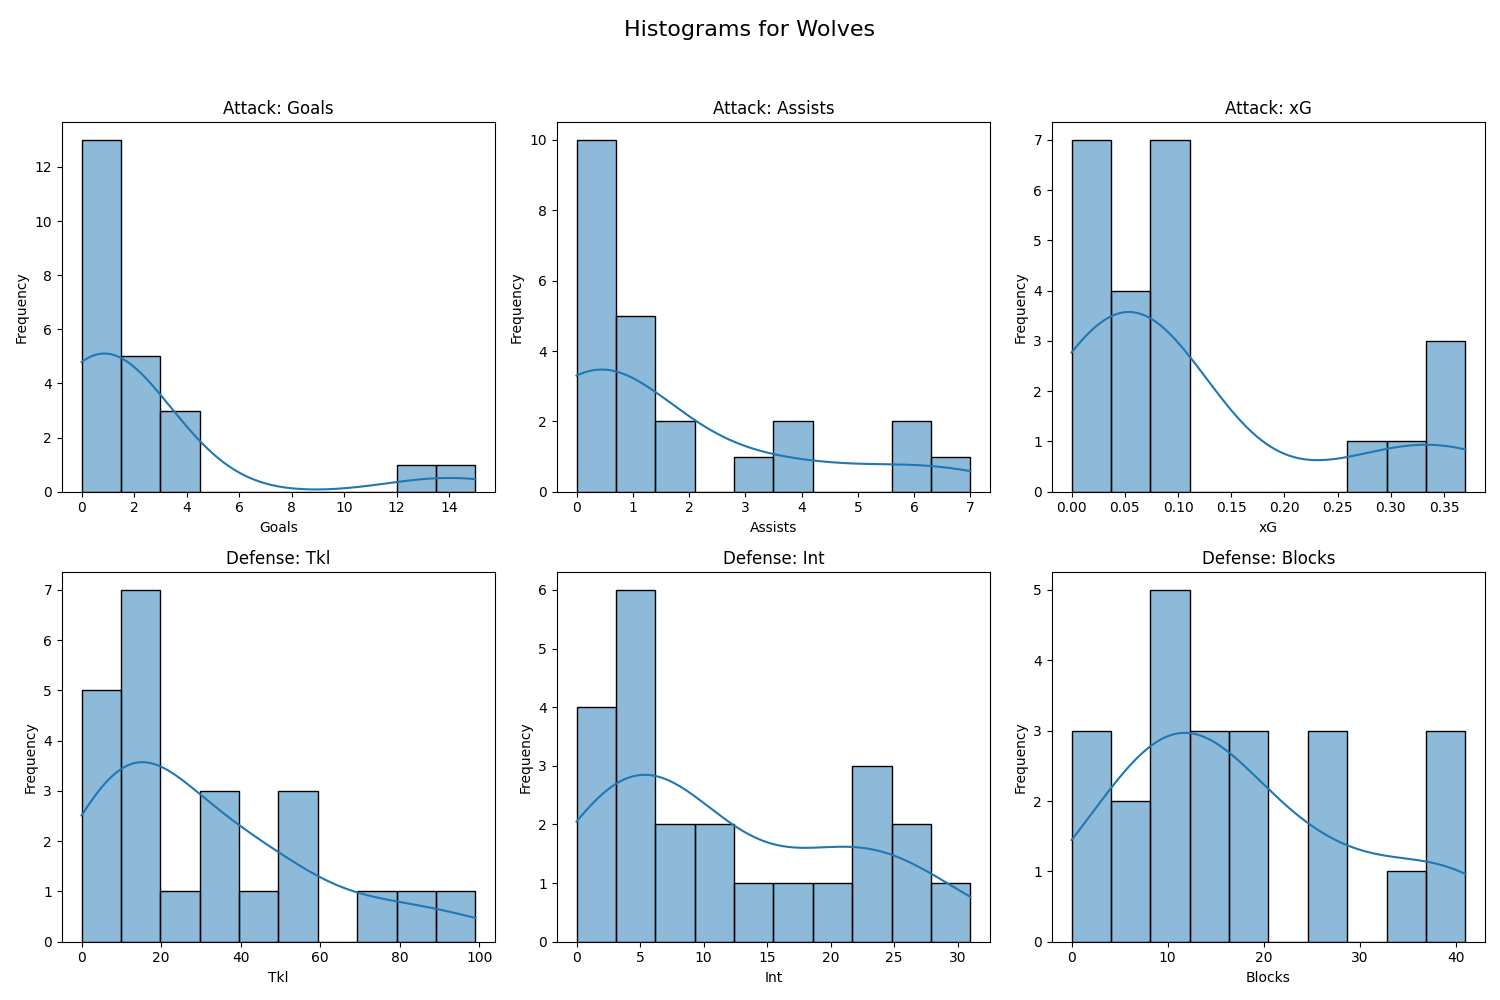 Histograms for Wolves
Attack: Goals
Frequency
12
10
8
6
4
2
0
0 2 4 6 8 10 12 14
Goals
Attack: Assists
Frequency
10
8
6
4
2
0
0 1 2 3 4 5 6 7
Assists
Attack: xG
Frequency
7
6
5
4
3
2
1
0
0.00 0.05 0.10 0.15 0.20 0.25 0.30 0.35
xG
Defense: Tkl
Frequency
7
6
5
4
3
2
1
0
0 20 40 60 80 100
Tkl
Defense: Int
Frequency
6
5
4
3
2
1
0
0 5 10 15 20 25 30
Int
Defense: Blocks
Frequency
5
4
3
2
1
0
0 10 20 30 40
Blocks